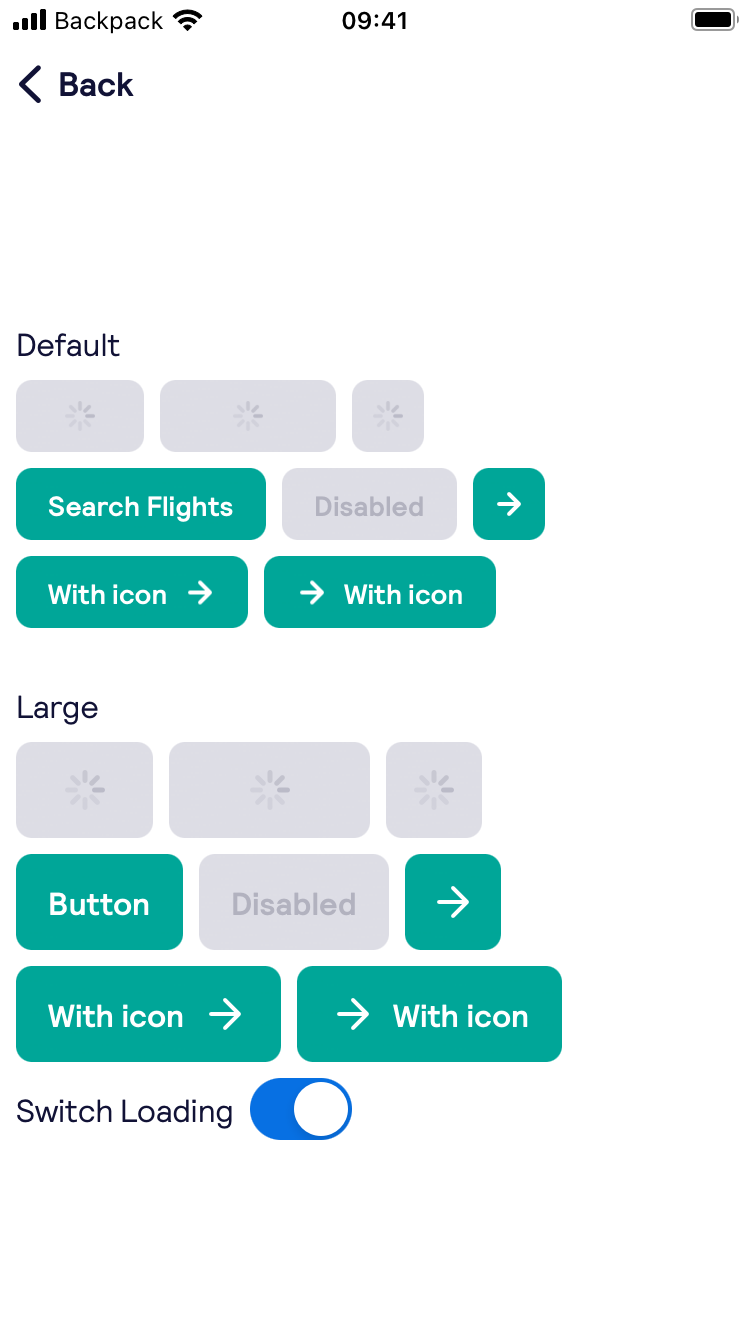 Backpack 09:41
Back
Default
Search Flights Disabled
With icon With icon
Large
Button Disabled
With icon With icon
Switch Loading